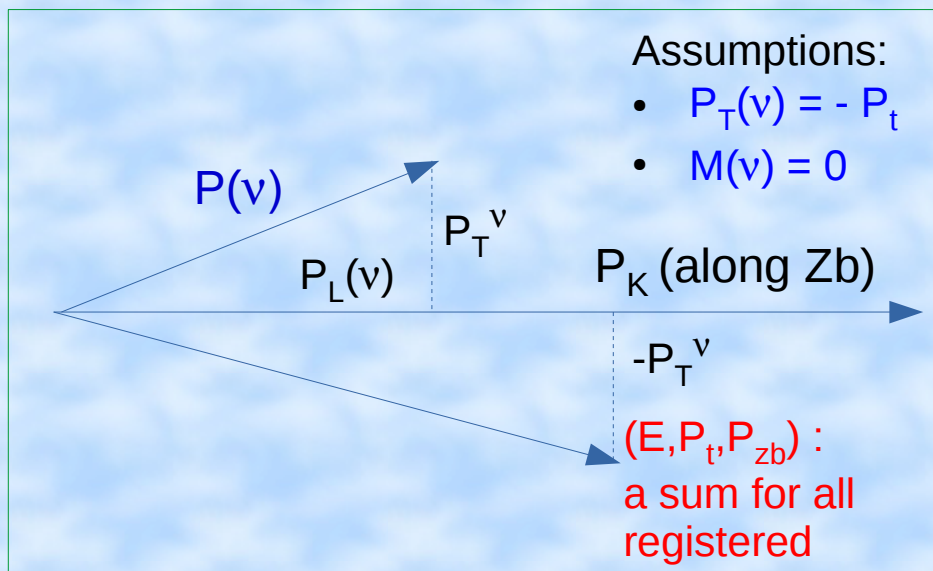 Assumptions:
• P_T(ν) = - P_t
• M(ν) = 0
P(ν)
P_T^ν
P_L(ν)
P_K (along Zb)
-P_T^ν
(E,P_t,P_zb) :
a sum for all
registered